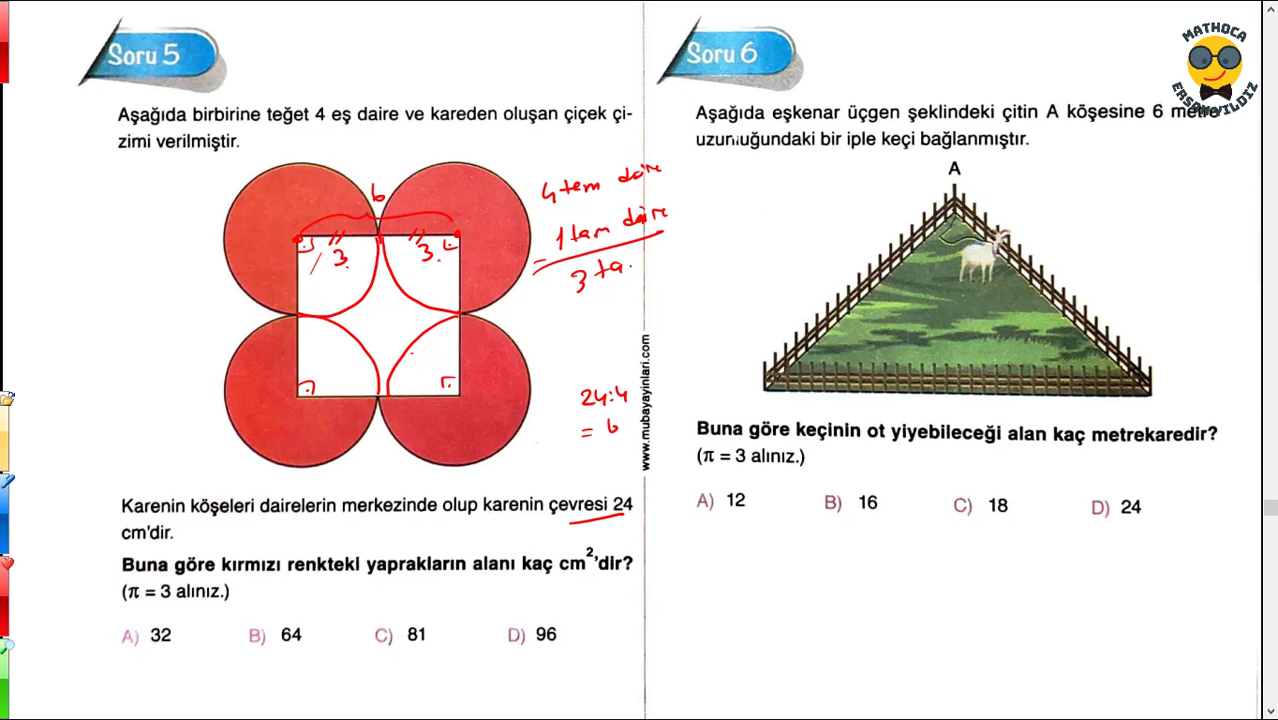 Soru 5
Aşağıda birbirine teğet 4 eş daire ve kareden oluşan çiçek çi-
zimi verilmiştir.
6
3
3
4 tam daire
1 tam daire
3 ta.
24:4
= 6
Karenin köşeleri dairelerin merkezinde olup karenin çevresi 24
cm'dir.
Buna göre kırmızı renkteki yaprakların alanı kaç cm²'dir?
(π = 3 alınız.)
A) 32 B) 64 C) 81 D) 96
www.mubayayinlari.com
Soru 6
MATHOCA
ERSAN YILDIZ
Aşağıda eşkenar üçgen şeklindeki çitin A köşesine 6 metre
uzunluğundaki bir iple keçi bağlanmıştır.
A
Buna göre keçinin ot yiyebileceği alan kaç metrekaredir?
(π = 3 alınız.)
A) 12 B) 16 C) 18 D) 24